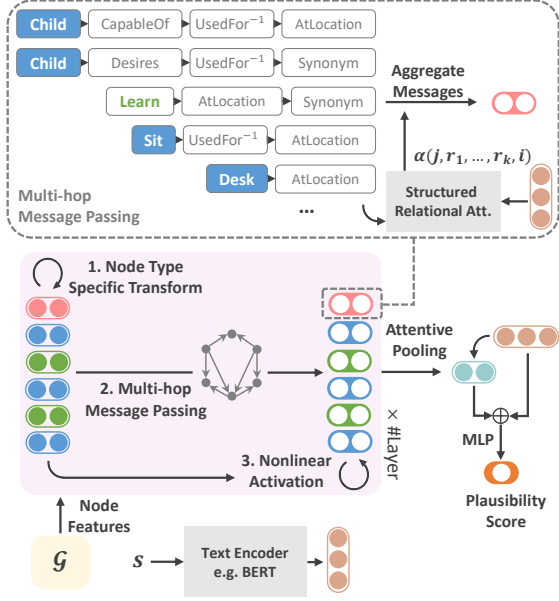 Child CapableOf UsedFor⁻¹ AtLocation
Child Desires UsedFor⁻¹ Synonym
Learn AtLocation Synonym
Sit UsedFor⁻¹ AtLocation
Desk AtLocation
...
Aggregate
Messages
α(j, r₁, ..., rₖ, i)
Structured
Relational Att.
Multi-hop
Message Passing
1. Node Type
Specific Transform
2. Multi-hop
Message Passing
3. Nonlinear
Activation
× #Layer
Attentive
Pooling
MLP
Plausibility
Score
Node
Features
𝒢
s
Text Encoder
e.g. BERT